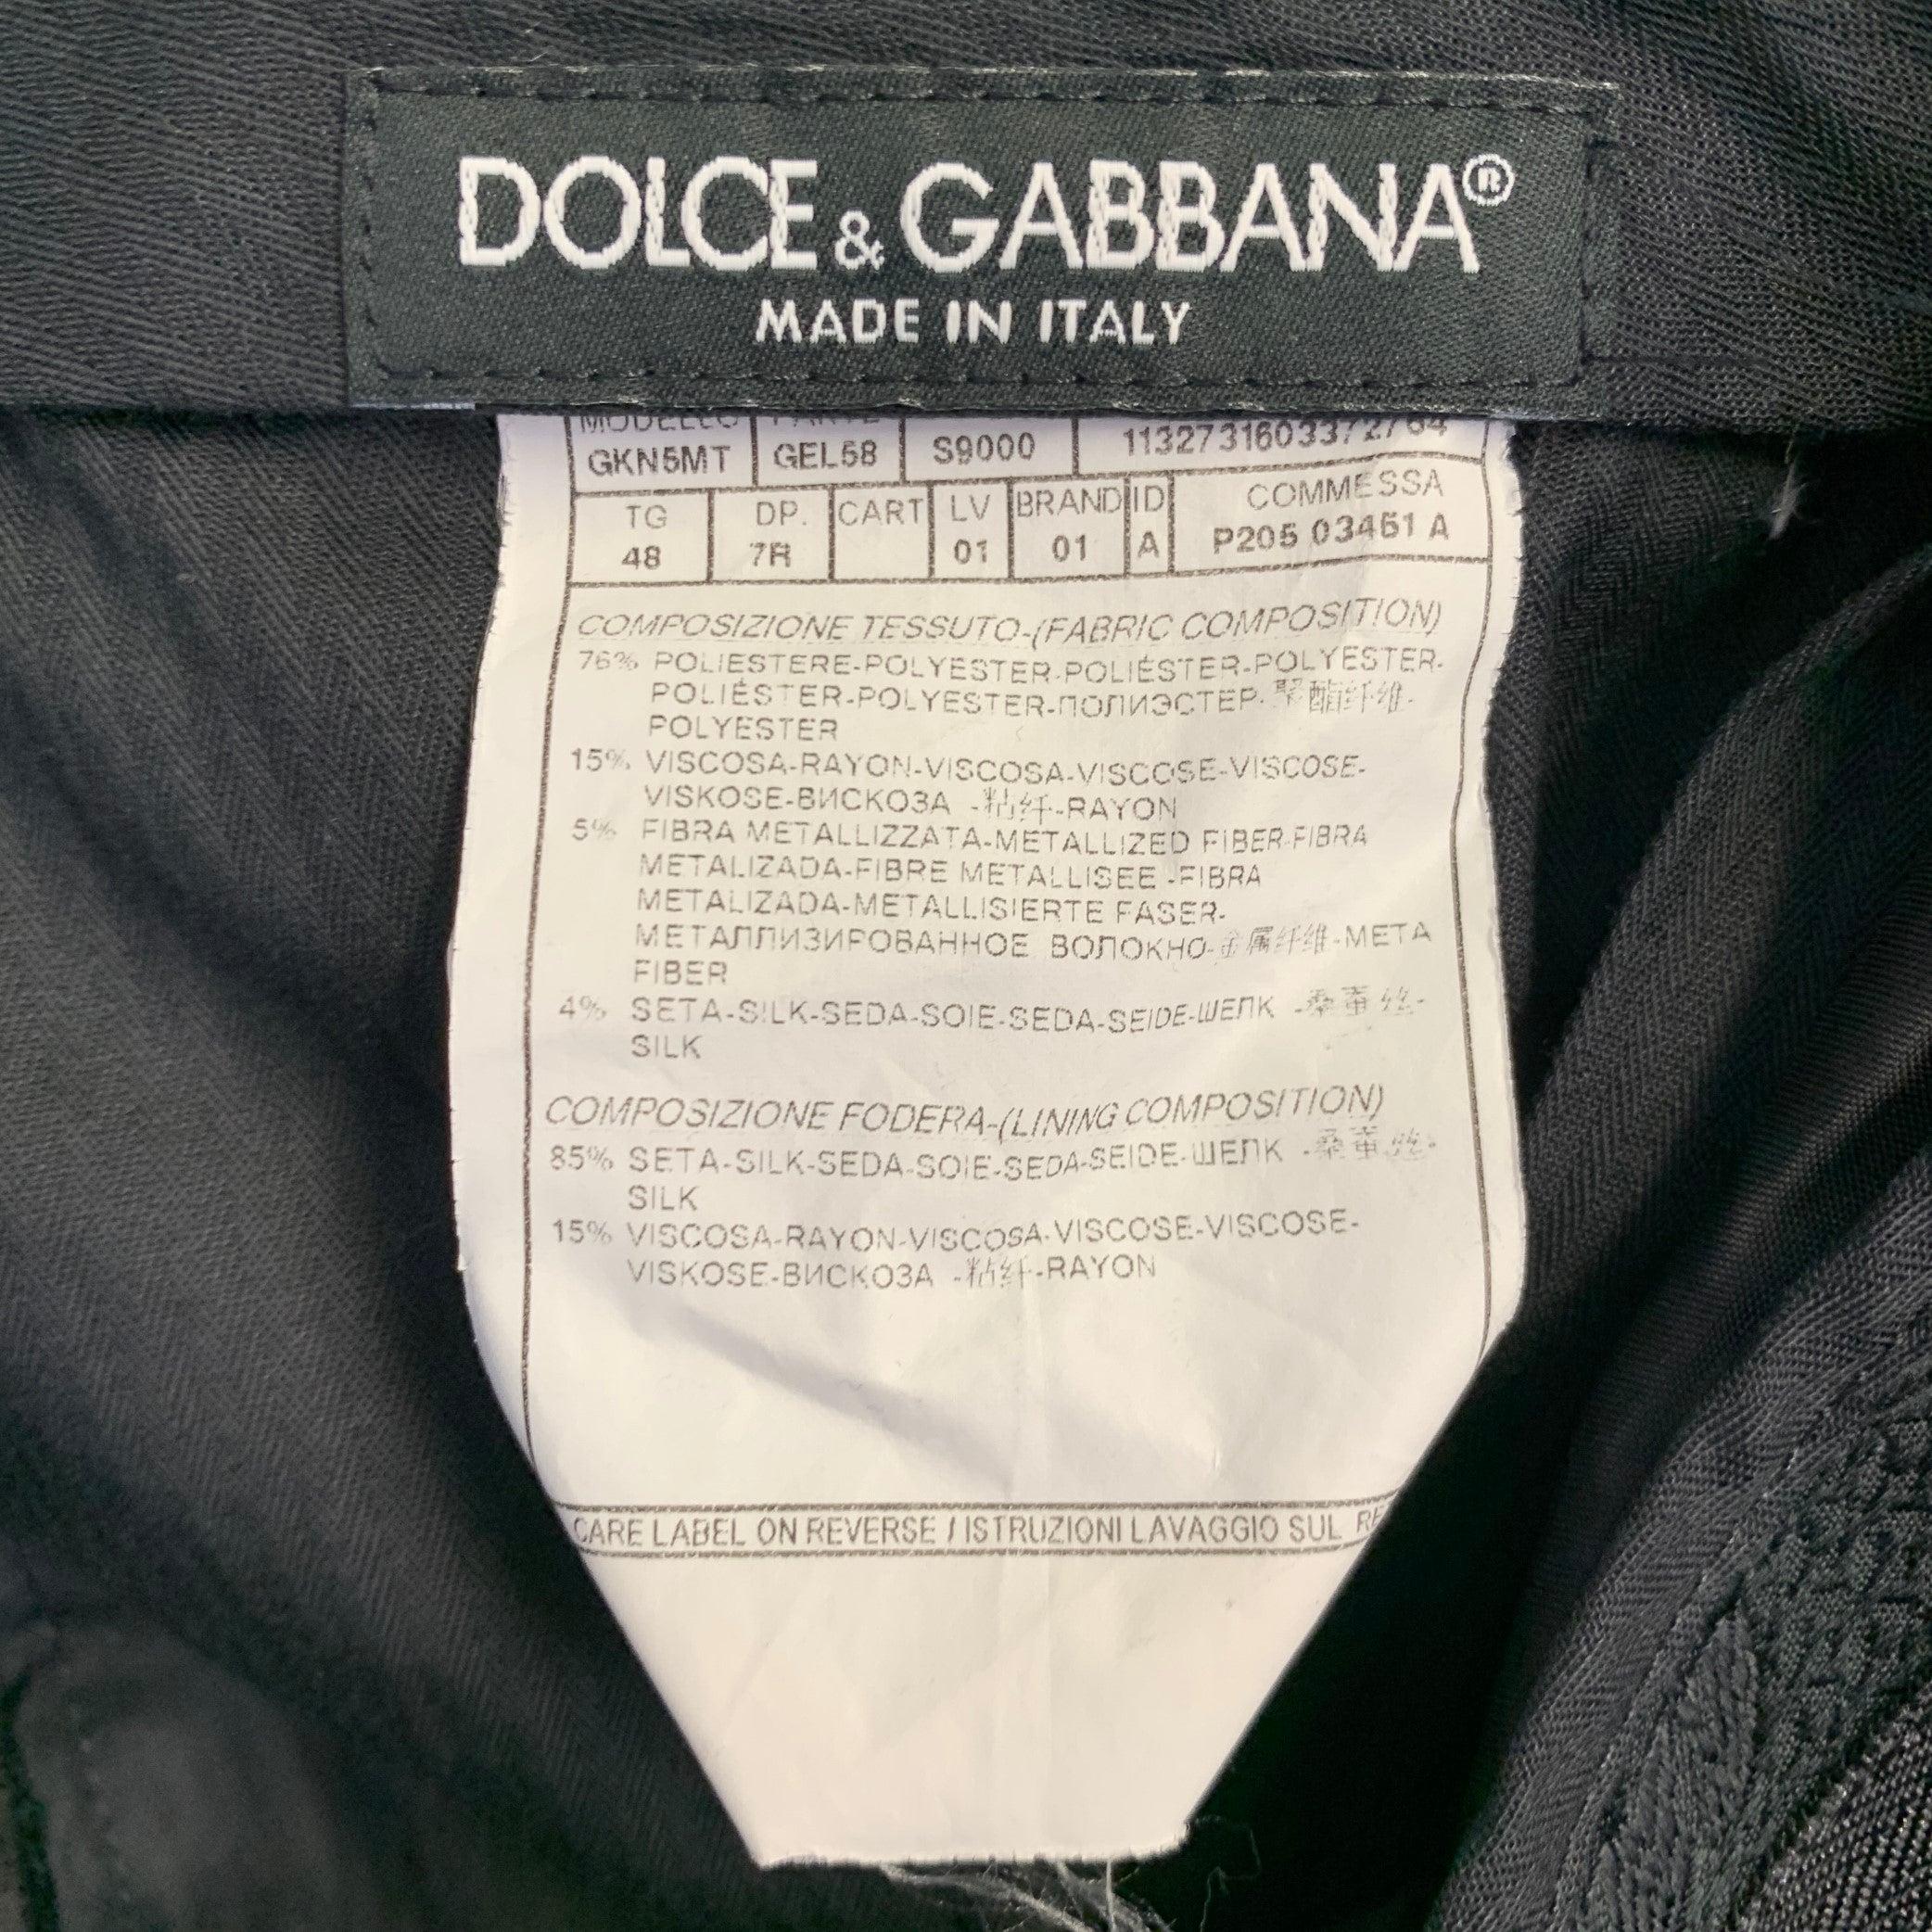 DOLCE & GABBANA®
MADE IN ITALY
MODELLO
GKN5MT GEL58 S9000
TG DP. CART LV BRAND ID COMMESSA
48 7R 01 01 A P205 03451 A
COMPOSIZIONE TESSUTO-(FABRIC COMPOSITION)
76% POLIESTERE-POLYESTER-POLIÉSTER-POLYESTER-
POLIÉSTER-POLYESTER-ПОЛИЭСТЕР-聚酯纤维-
POLYESTER
15% VISCOSA-RAYON-VISCOSA-VISCOSE-VISCOSE-
VISKOSE-ВИСКОЗА -粘纤-RAYON
5% FIBRA METALLIZZATA-METALLIZED FIBER-FIBRA
METALIZADA-FIBRE METALLISEE -FIBRA
METALIZADA-METALLISIERTE FASER-
МЕТАЛЛИЗИРОВАННОЕ ВОЛОКНО-金属纤维-META
FIBER
4% SETA-SILK-SEDA-SOIE-SEDA-SEIDE-ШЕЛК -桑蚕丝-
SILK
COMPOSIZIONE FODERA-(LINING COMPOSITION)
85% SETA-SILK-SEDA-SOIE-SEDA-SEIDE-ШЕЛК -桑蚕丝-
SILK
15% VISCOSA-RAYON-VISCOSA-VISCOSE-VISCOSE-
VISKOSE-ВИСКОЗА -粘纤-RAYON
CARE LABEL ON REVERSE / ISTRUZIONI LAVAGGIO SUL RE